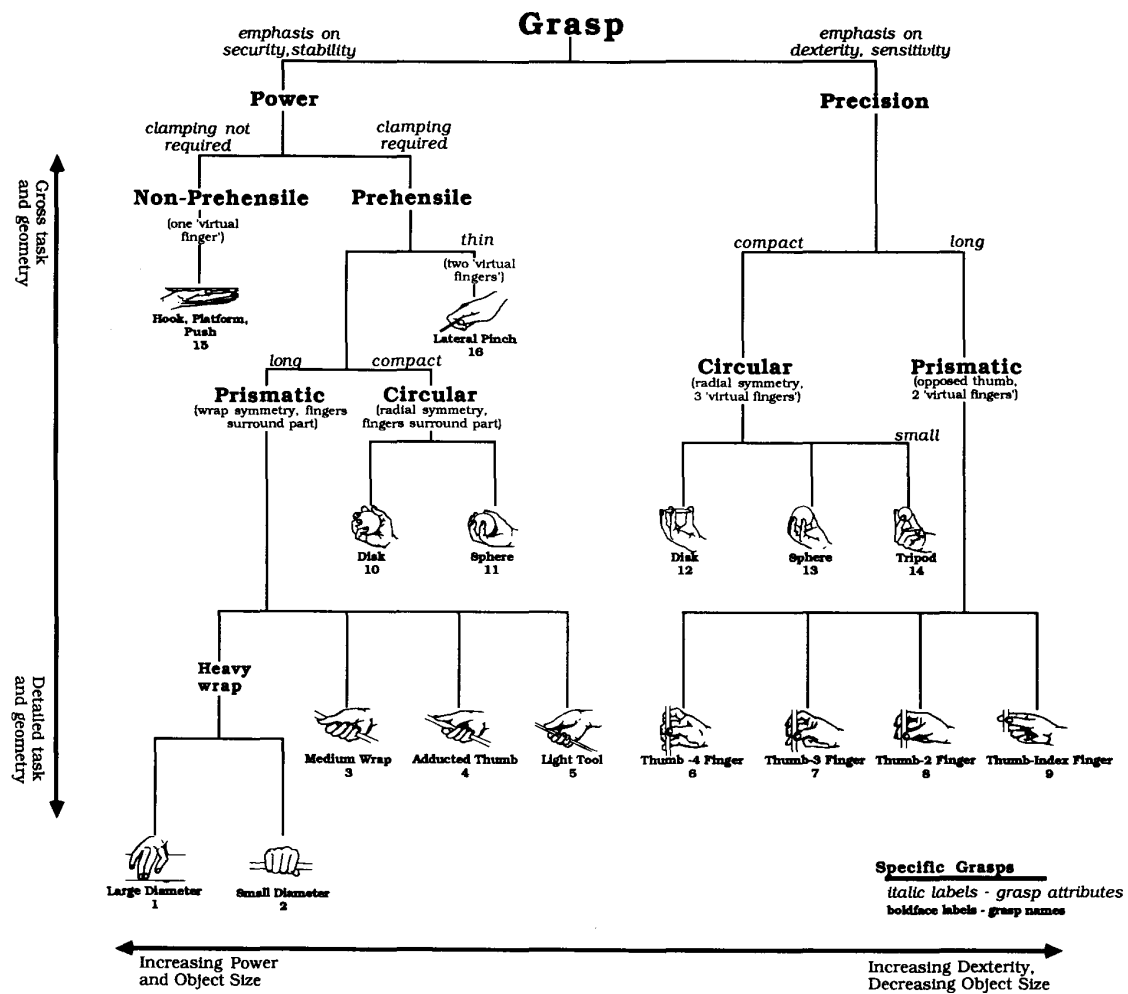 Grasp
emphasis on
security,stability
emphasis on
dexterity, sensitivity
Power
Precision
clamping not
required
clamping
required
Gross task
and geometry
Non-Prehensile
(one 'virtual
finger')
Prehensile
thin
(two 'virtual
fingers')
compact
long
Hook, Platform,
Push
15
Lateral Pinch
16
long
compact
Prismatic
(wrap symmetry, fingers
surround part)
Circular
(radial symmetry,
fingers surround part)
Circular
(radial symmetry,
3 'virtual fingers')
Prismatic
(opposed thumb,
2 'virtual fingers')
small
Disk
10
Sphere
11
Disk
12
Sphere
13
Tripod
14
Detailed task
and geometry
Heavy
wrap
Medium Wrap
3
Adducted Thumb
4
Light Tool
5
Thumb -4 Finger
6
Thumb-3 Finger
7
Thumb-2 Finger
8
Thumb-Index Finger
9
Large Diameter
1
Small Diameter
2
Specific Grasps
italic labels - grasp attributes
boldface labels - grasp names
Increasing Power
and Object Size
Increasing Dexterity,
Decreasing Object Size